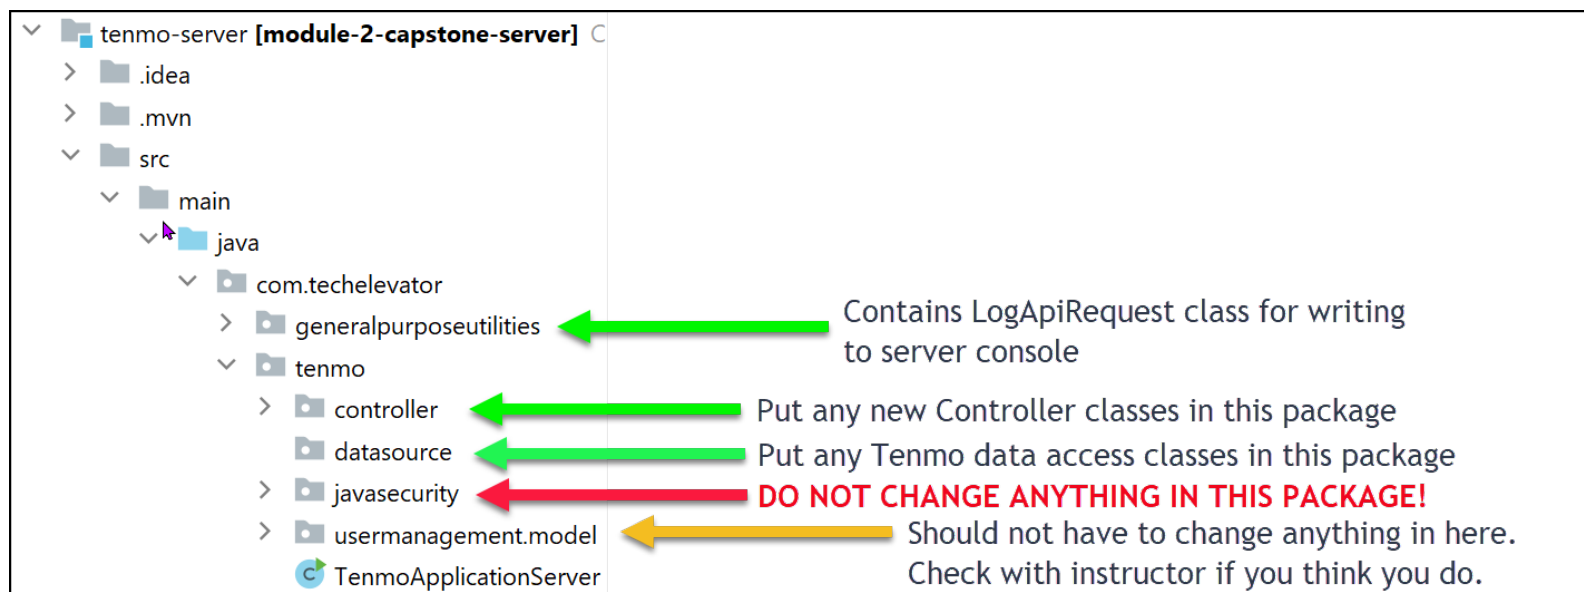 tenmo-server [module-2-capstone-server] C
.idea
.mvn
src
main
java
com.techelevator
generalpurposeutilities
Contains LogApiRequest class for writing
to server console
tenmo
controller
Put any new Controller classes in this package
datasource
Put any Tenmo data access classes in this package
javasecurity
DO NOT CHANGE ANYTHING IN THIS PACKAGE!
usermanagement.model
Should not have to change anything in here.
Check with instructor if you think you do.
C TenmoApplicationServer